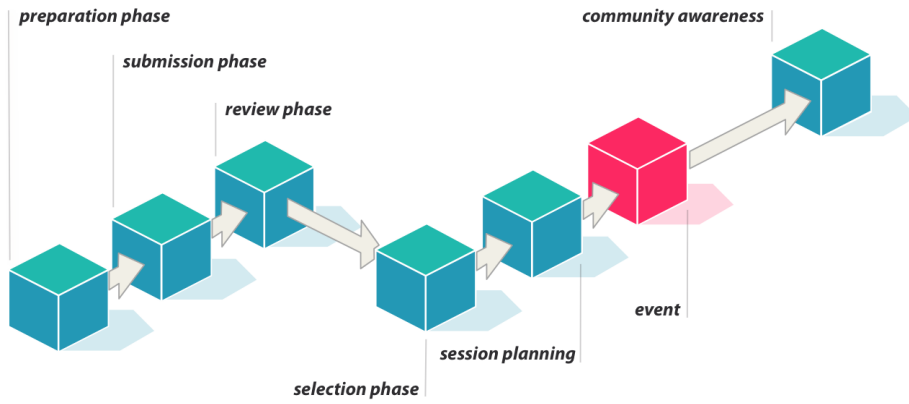 preparation phase
submission phase
review phase
selection phase
session planning
event
community awareness